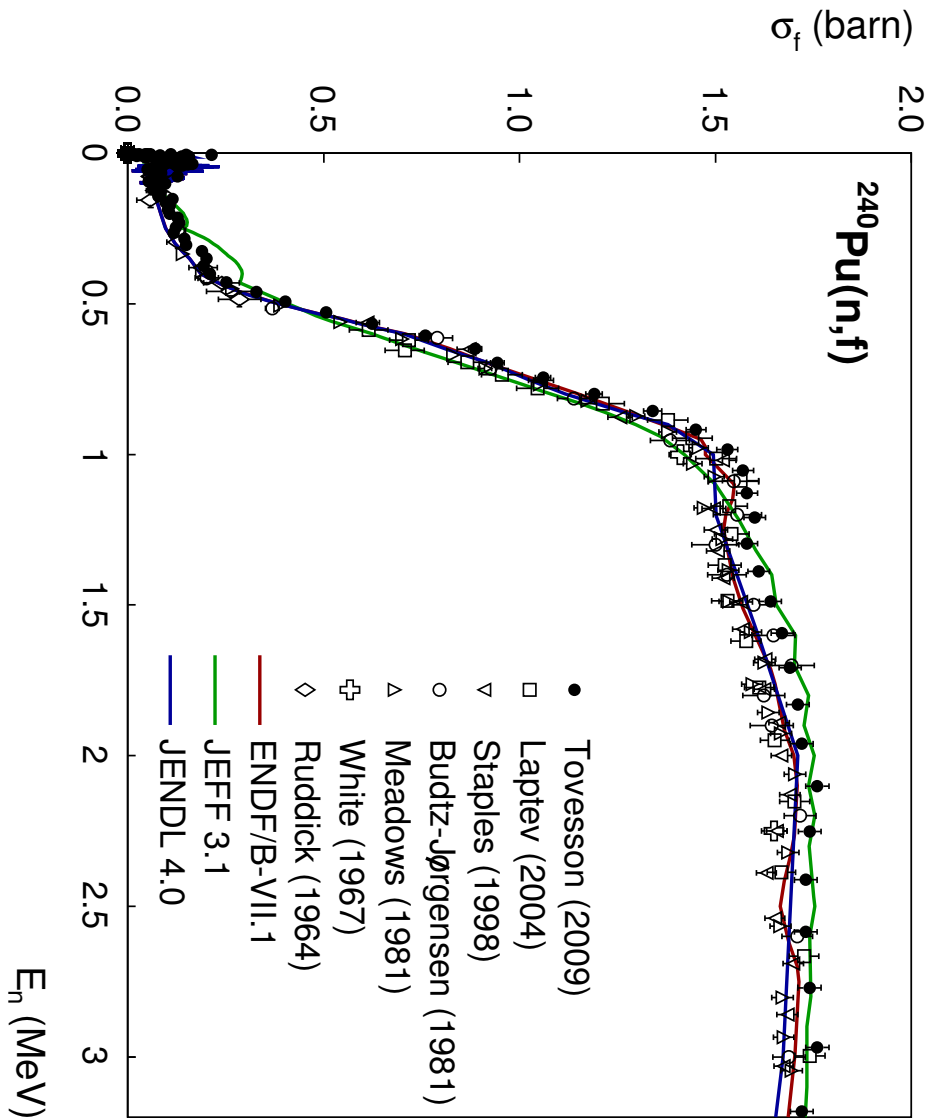 σf (barn)
2.0
1.5
1.0
0.5
0.0
240Pu(n,f)
Tovesson (2009)
Laptev (2004)
Staples (1998)
Budtz-Jørgensen (1981)
Meadows (1981)
White (1967)
Ruddick (1964)
ENDF/B-VII.1
JEFF 3.1
JENDL 4.0
0 0.5 1 1.5 2 2.5 3
En (MeV)